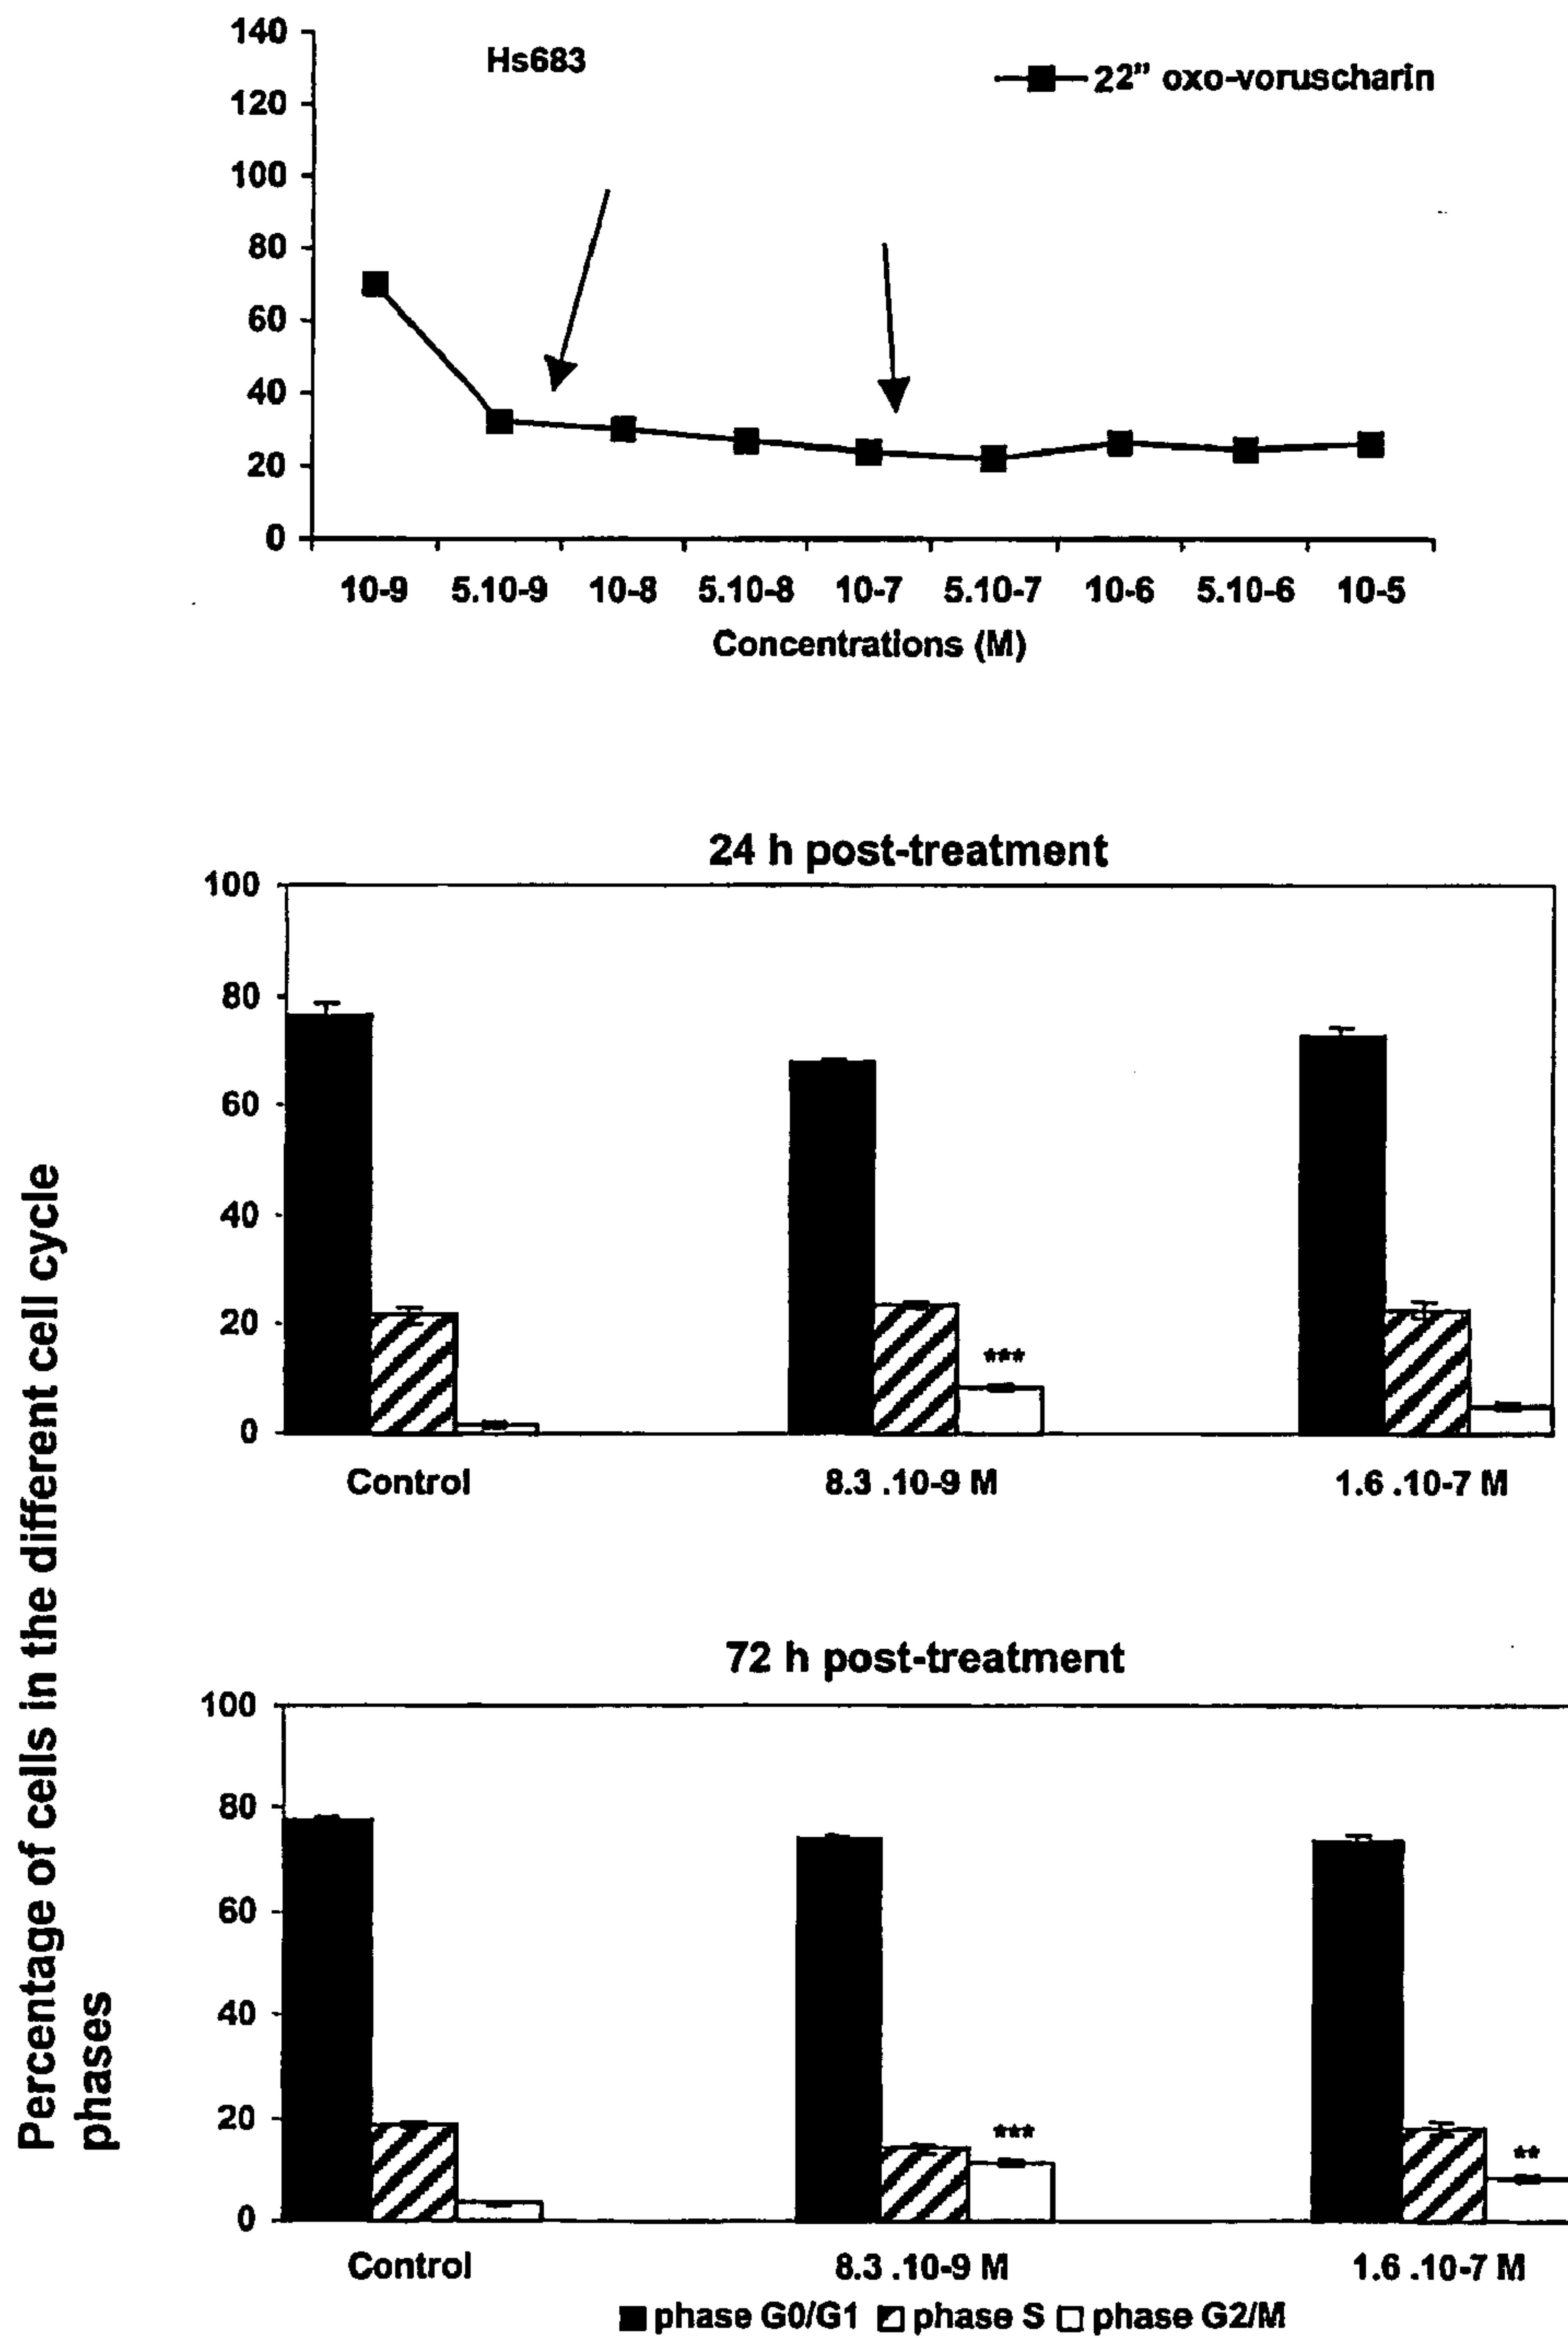 140
Hs683
22” oxo-voruscharin
120
100
80
60
40
20
0
10-9 5.10-9 10-8 5.10-8 10-7 5.10-7 10-6 5.10-6 10-5
Concentrations (M)
Percentage of cells in the different cell cycle
phases
24 h post-treatment
100
80
60
40
20
***
0
Control 8.3 .10-9 M 1.6 .10-7 M
72 h post-treatment
100
80
60
40
20
***
**
0
Control 8.3 .10-9 M 1.6 .10-7 M
phase G0/G1 phase S phase G2/M